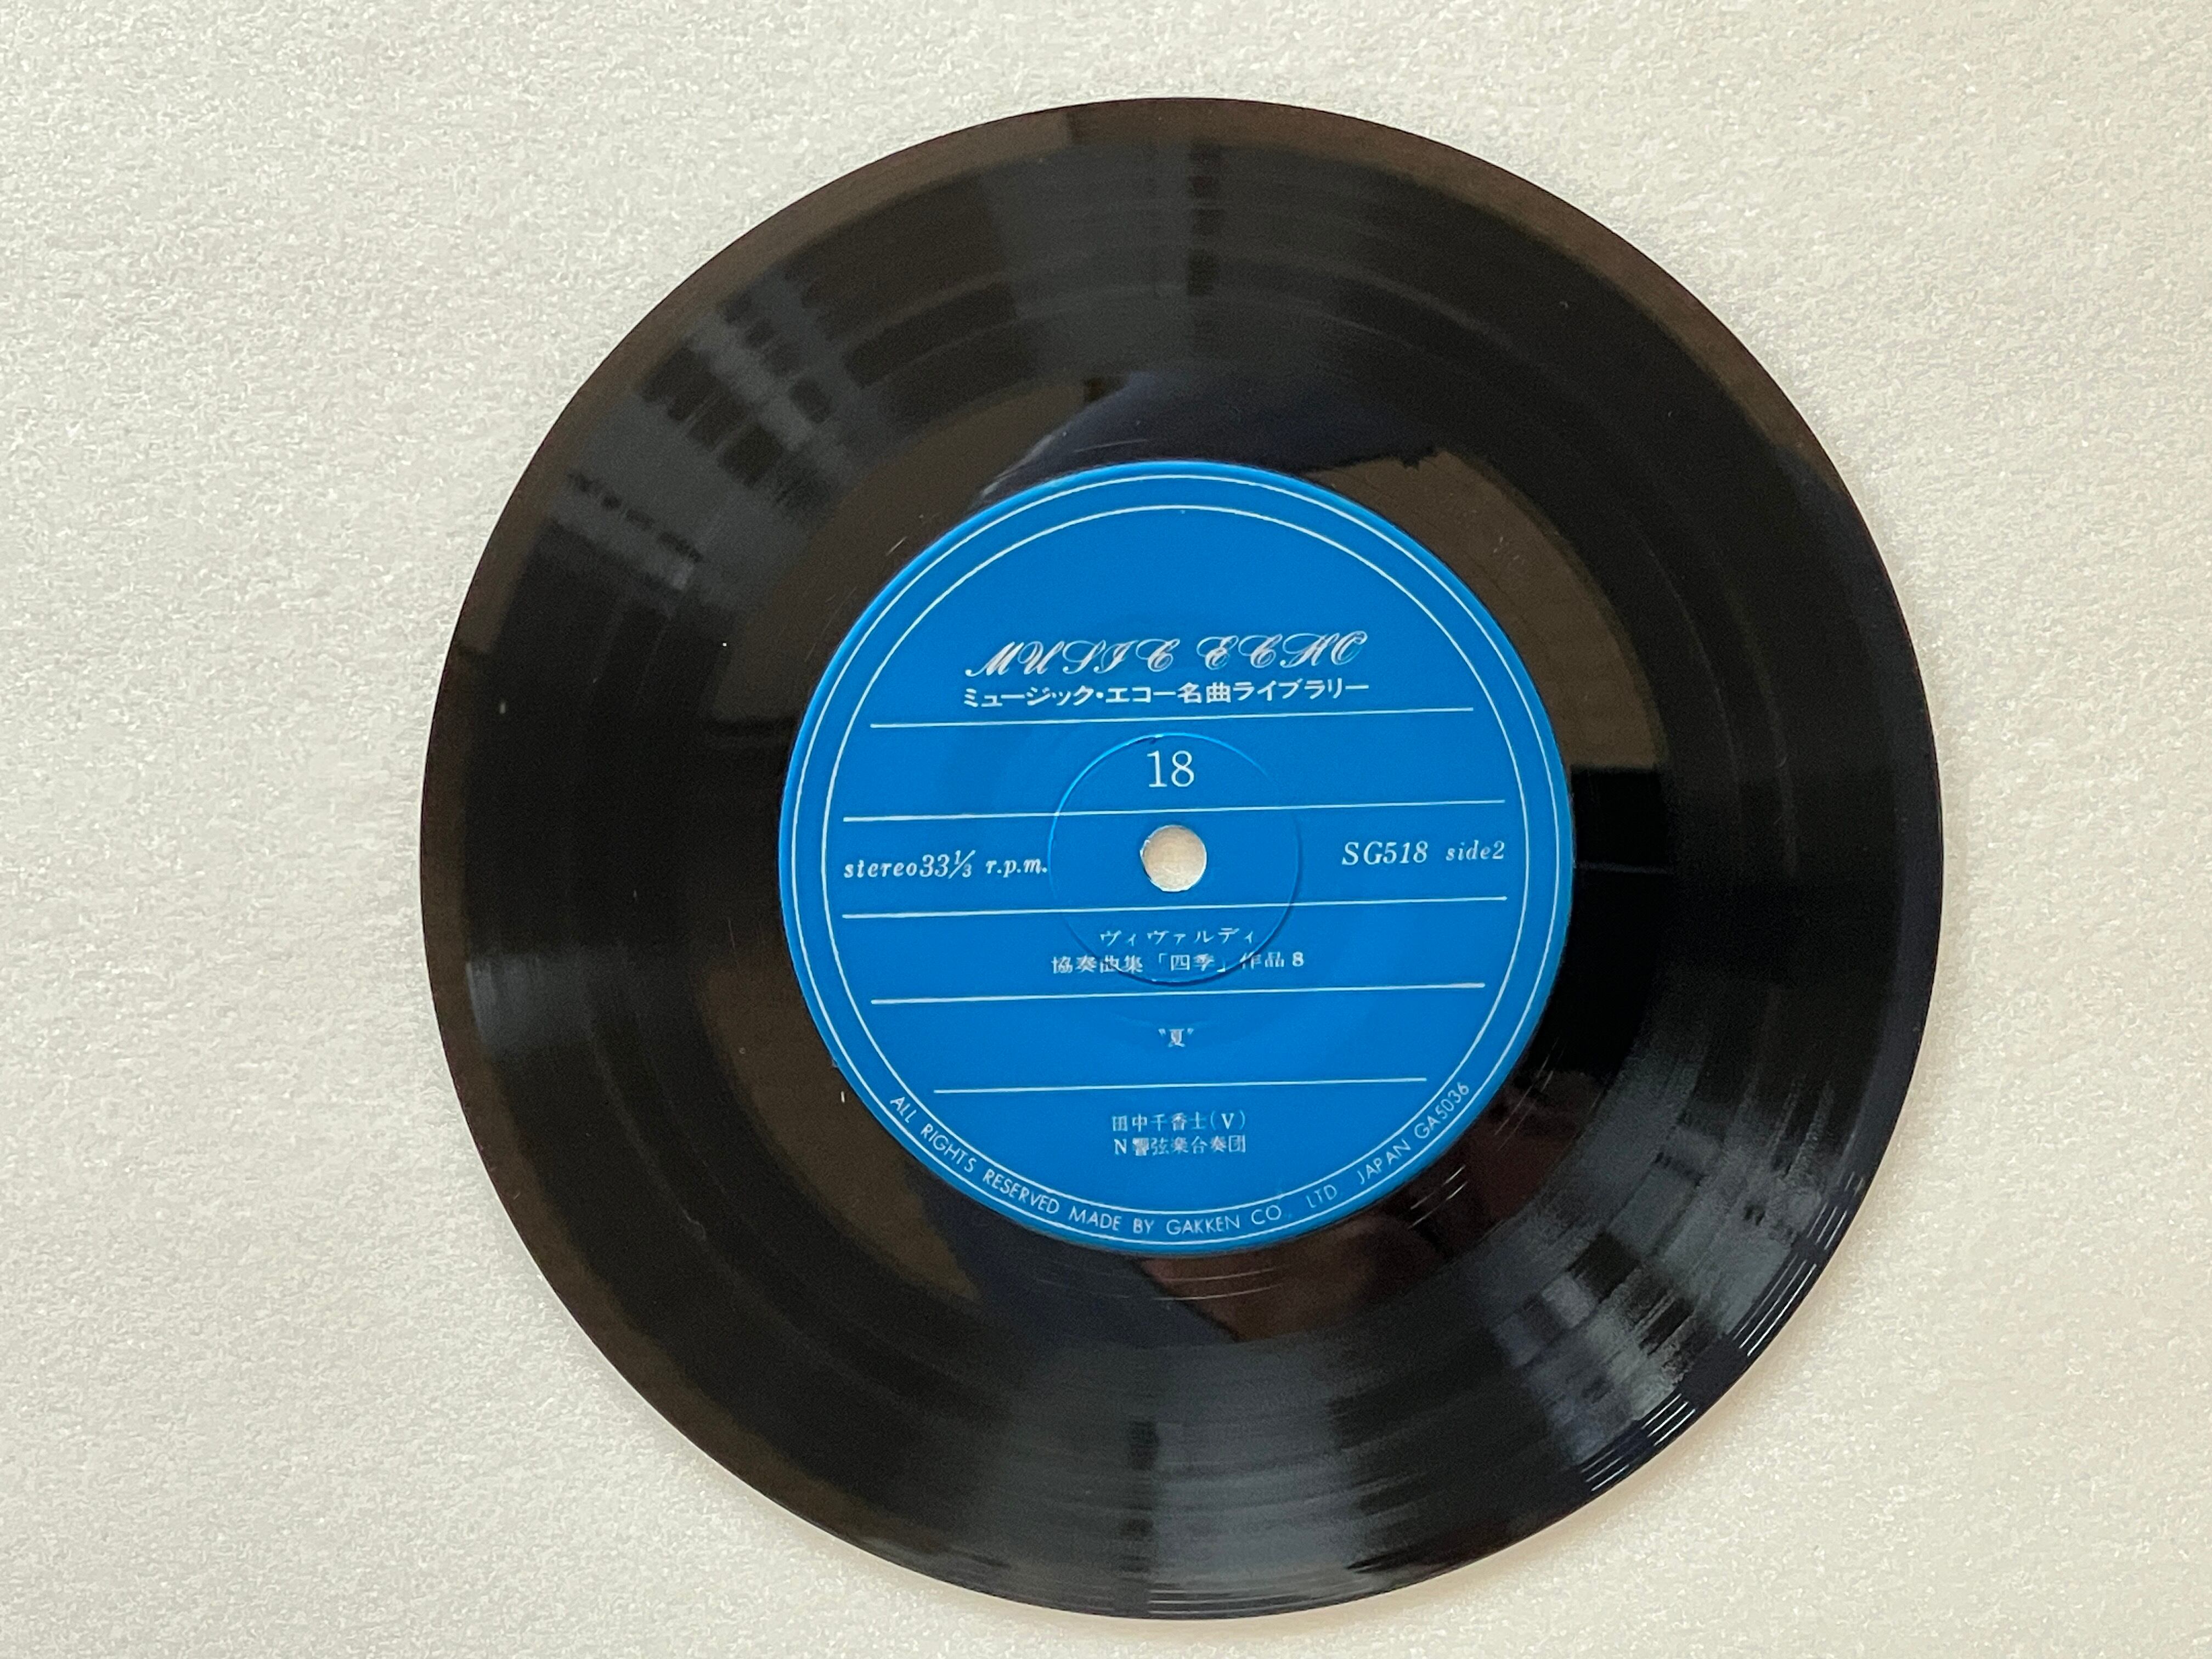 MUSIC ECHO
ミュージック・エコー名曲ライブラリー
18
stereo33⅓ r.p.m.
SG518 side2
ヴィヴァルディ
協奏曲集「四季」作品8
〝夏〟
田中千香士(V)
N響弦楽合奏団
ALL RIGHTS RESERVED MADE BY GAKKEN CO., LTD JAPAN GA5036